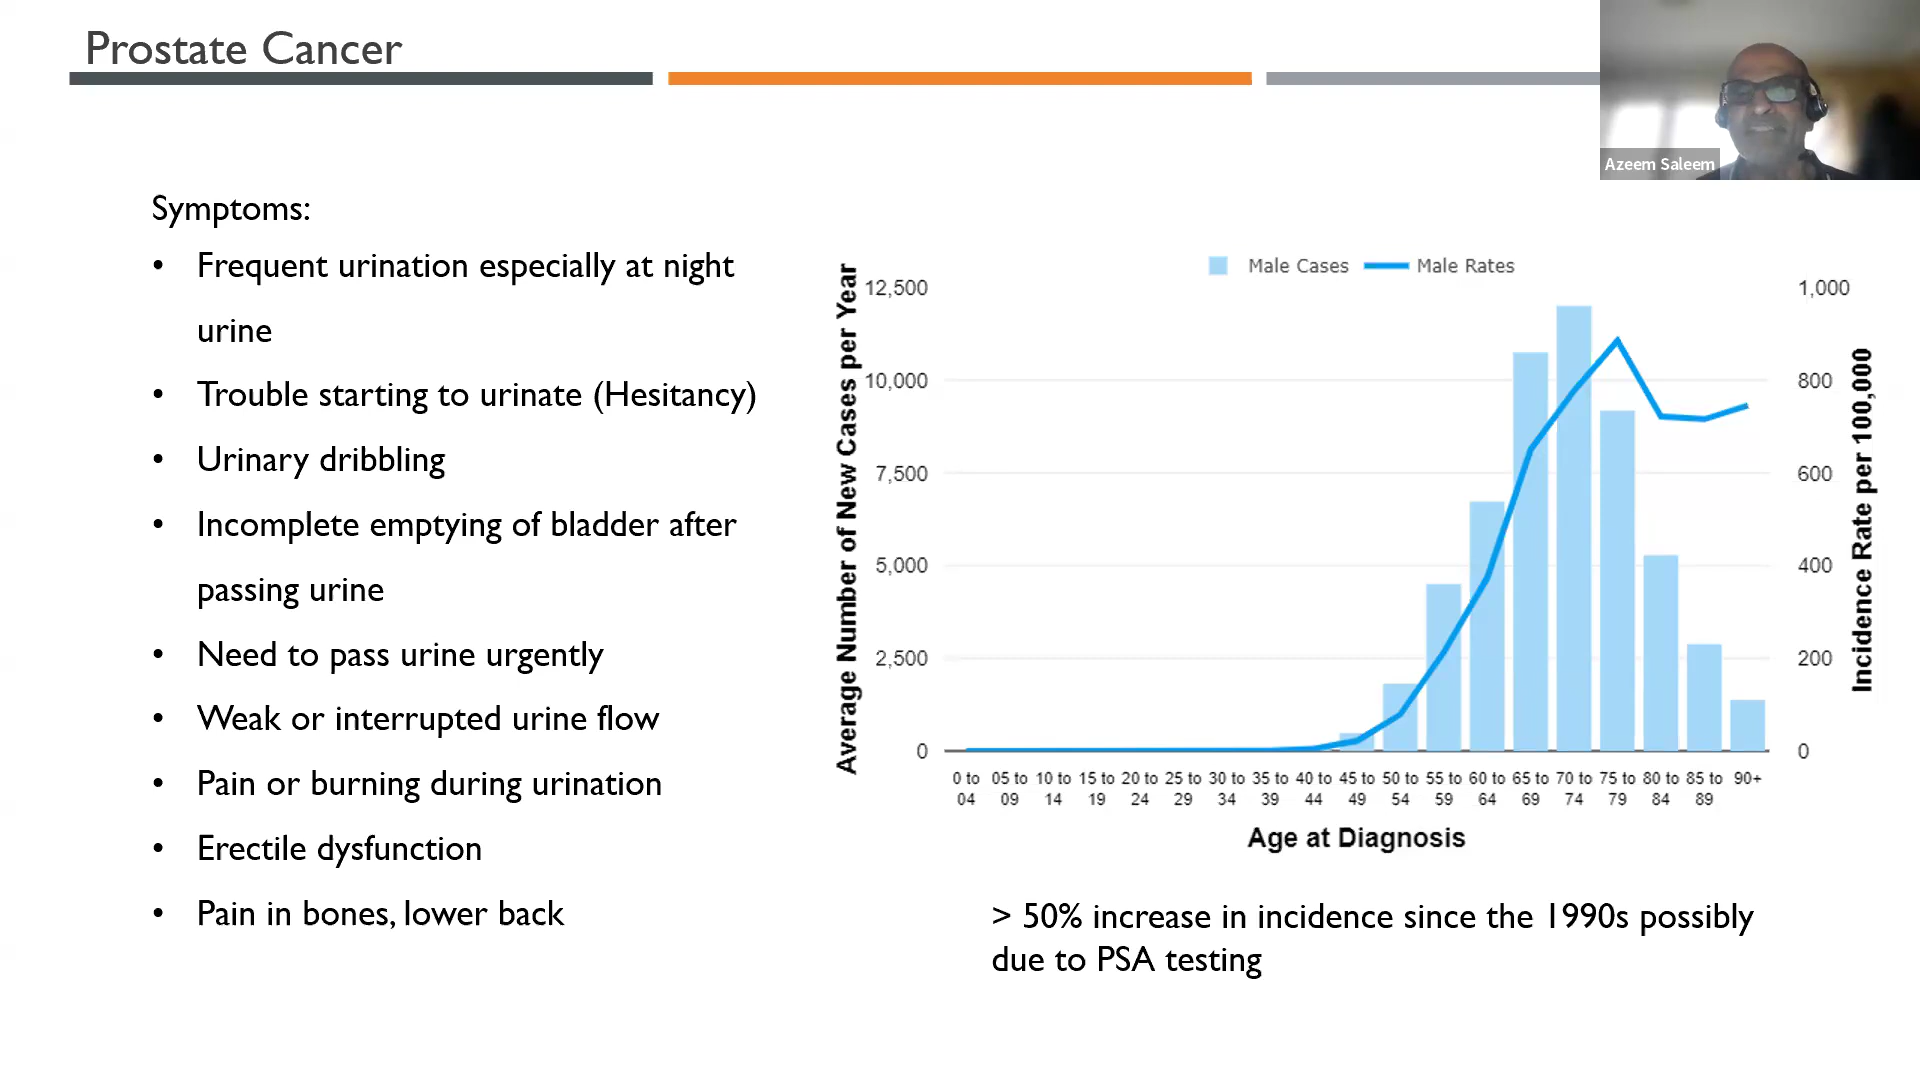 Prostate Cancer
Azeem Saleem
Symptoms:
• Frequent urination especially at night
urine
• Trouble starting to urinate (Hesitancy)
• Urinary dribbling
• Incomplete emptying of bladder after
passing urine
• Need to pass urine urgently
• Weak or interrupted urine flow
• Pain or burning during urination
• Erectile dysfunction
• Pain in bones, lower back
Male Cases Male Rates
Average Number of New Cases per Year
12,500
10,000
7,500
5,000
2,500
0
1,000
800
600
400
200
0
Incidence Rate per 100,000
0 to 05 to 10 to 15 to 20 to 25 to 30 to 35 to 40 to 45 to 50 to 55 to 60 to 65 to 70 to 75 to 80 to 85 to 90+
04 09 14 19 24 29 34 39 44 49 54 59 64 69 74 79 84 89
Age at Diagnosis
> 50% increase in incidence since the 1990s possibly
due to PSA testing